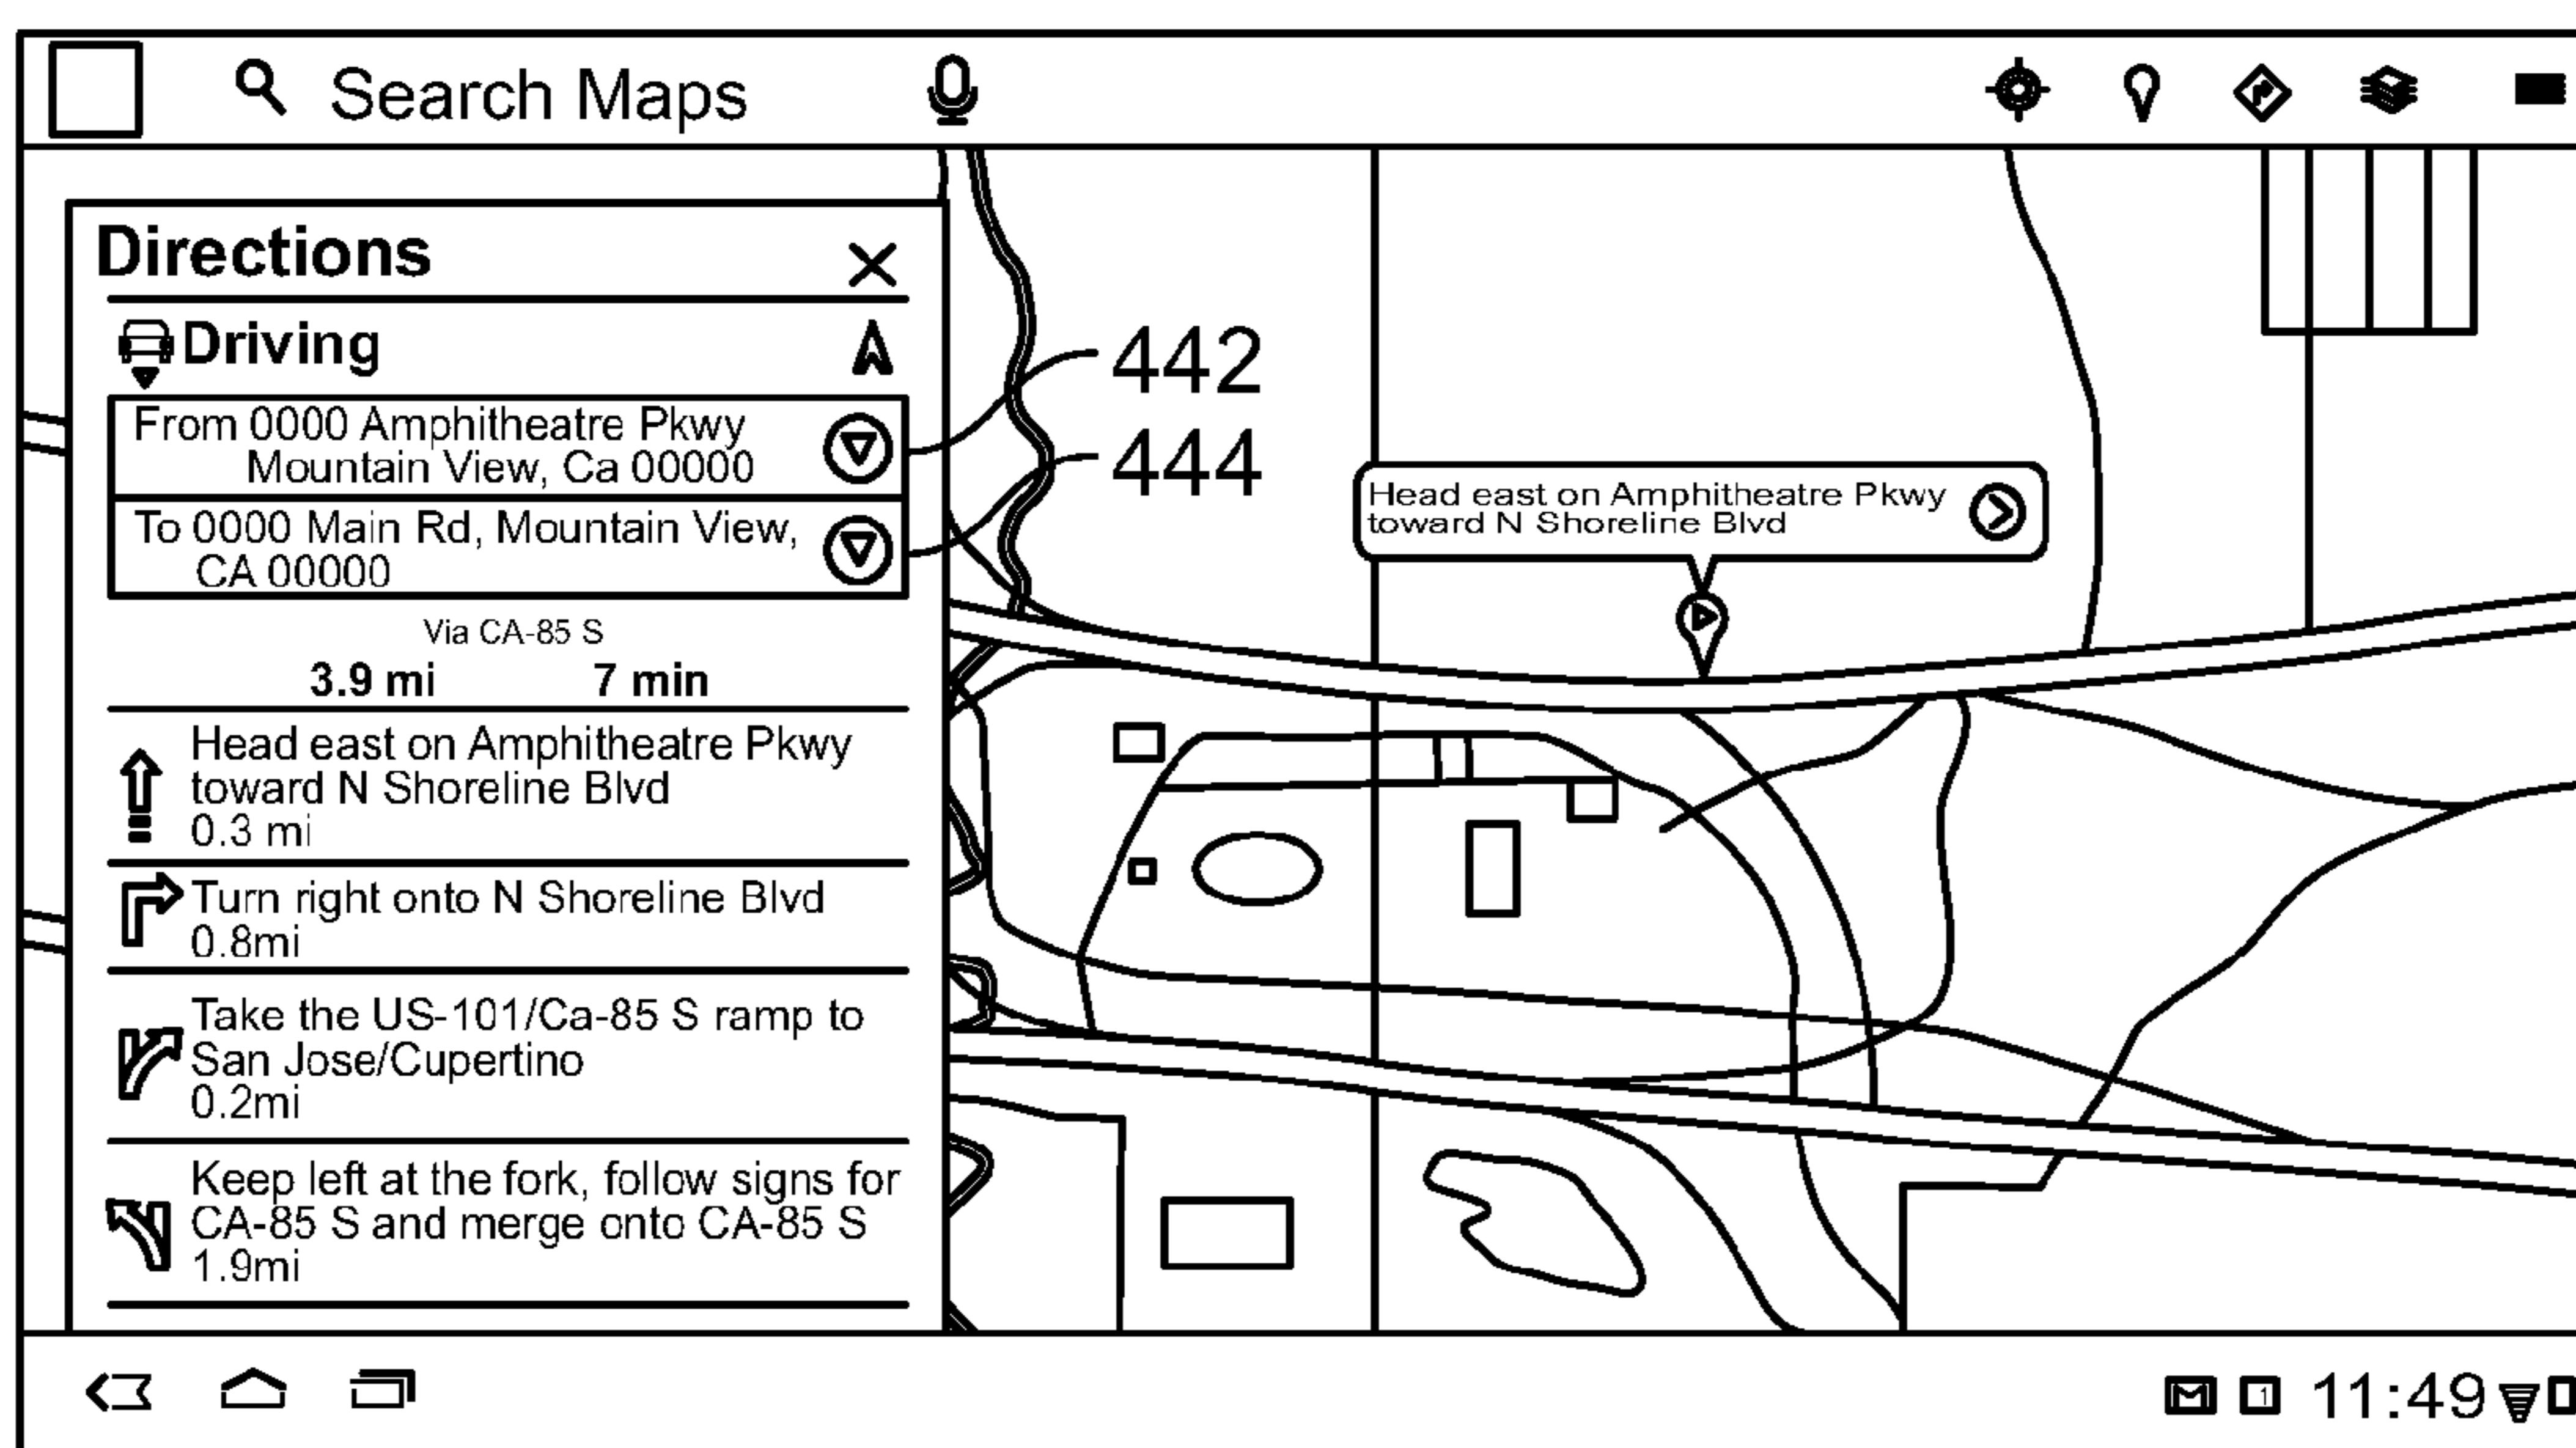 Search Maps
Directions
Driving
From 0000 Amphitheatre Pkwy
Mountain View, Ca 00000
To 0000 Main Rd, Mountain View,
CA 00000
Via CA-85 S
3.9 mi 7 min
Head east on Amphitheatre Pkwy
toward N Shoreline Blvd
0.3 mi
Turn right onto N Shoreline Blvd
0.8mi
Take the US-101/Ca-85 S ramp to
San Jose/Cupertino
0.2mi
Keep left at the fork, follow signs for
CA-85 S and merge onto CA-85 S
1.9mi
442
444
Head east on Amphitheatre Pkwy
toward N Shoreline Blvd
1 11:49